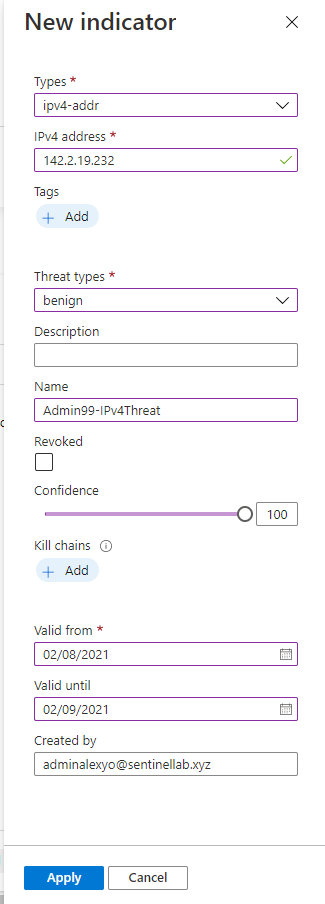 New indicator
Types *
ipv4-addr
IPv4 address *
142.2.19.232
Tags
Add
Threat types *
benign
Description
Name
Admin99-IPv4Threat
Revoked
Confidence
100
Kill chains
Add
Valid from *
02/08/2021
Valid until
02/09/2021
Created by
adminalexyo@sentinellab.xyz
Apply Cancel